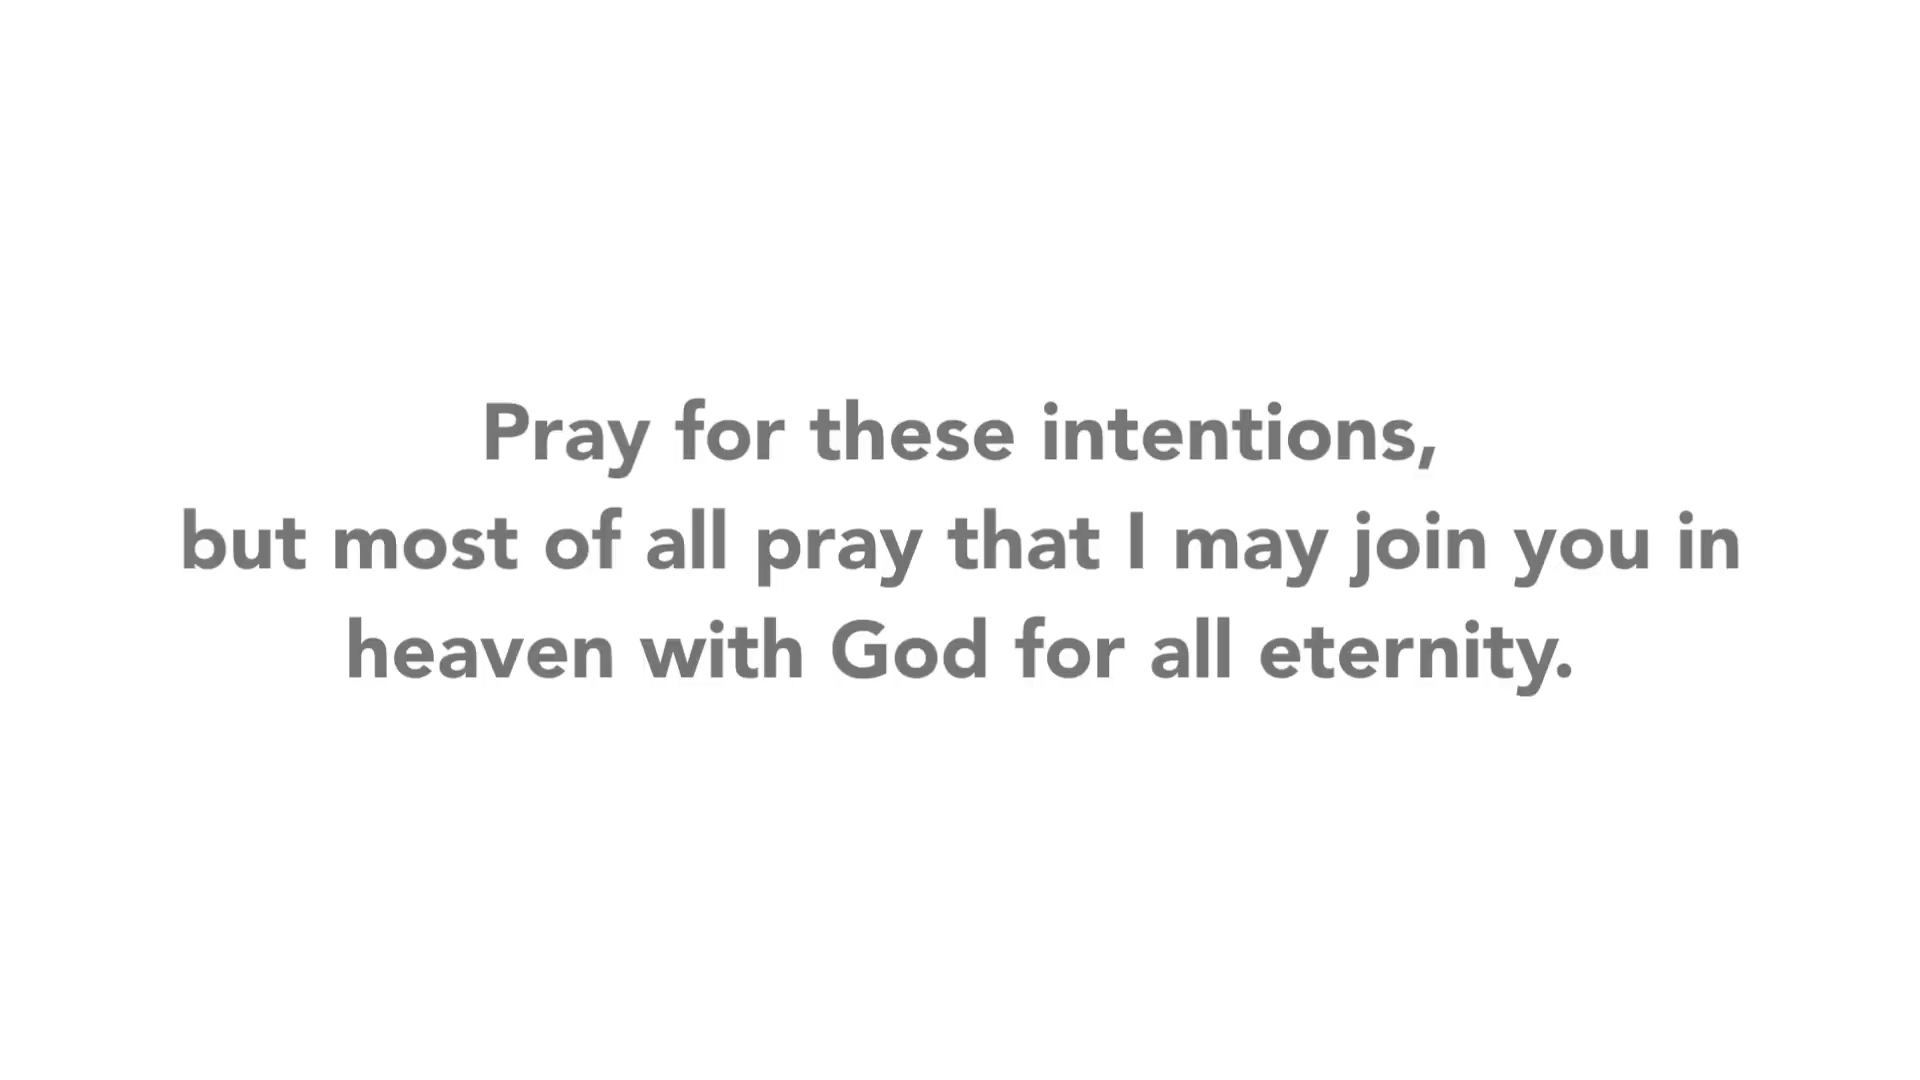 Pray for these intentions,
but most of all pray that I may join you in
heaven with God for all eternity.